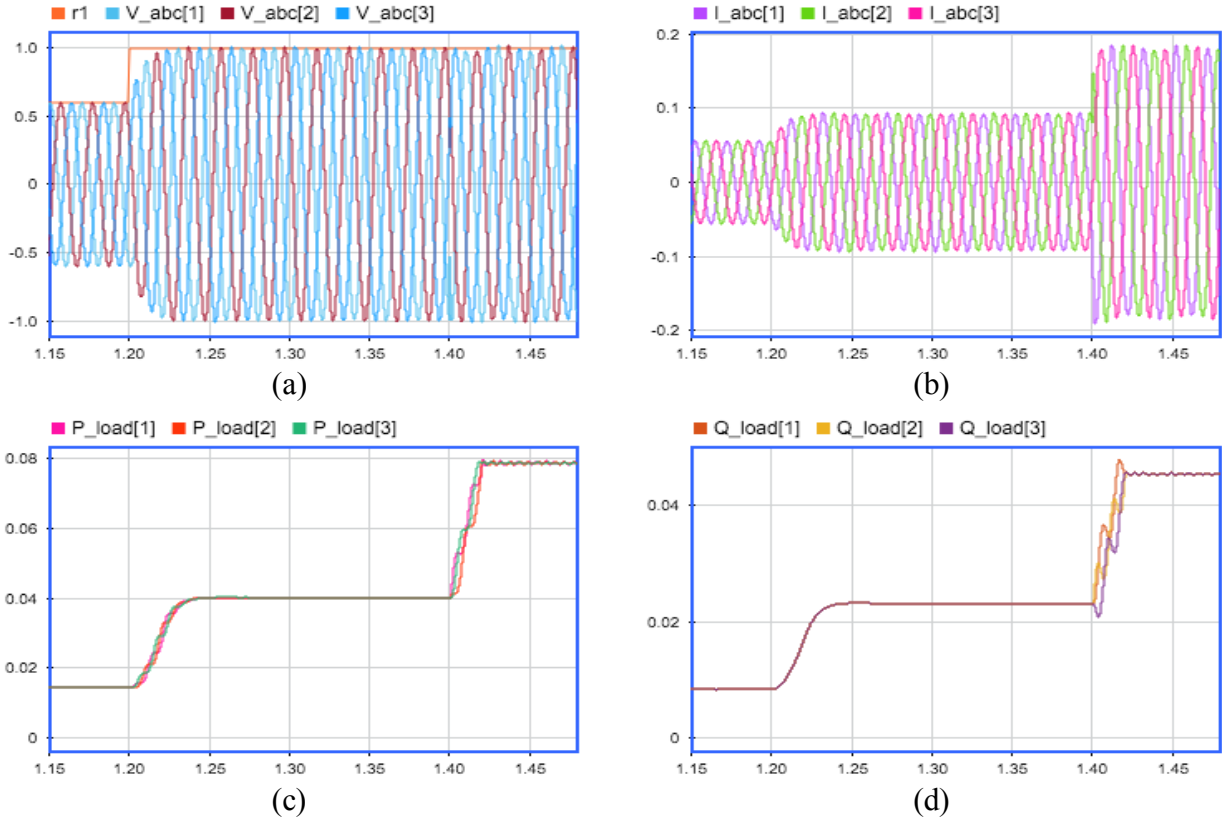 r1 V_abc[1] V_abc[2] V_abc[3]
1.0
0.5
0
-0.5
-1.0
1.15 1.20 1.25 1.30 1.35 1.40 1.45
(a)
I_abc[1] I_abc[2] I_abc[3]
0.2
0.1
0
-0.1
-0.2
1.15 1.20 1.25 1.30 1.35 1.40 1.45
(b)
P_load[1] P_load[2] P_load[3]
0.08
0.06
0.04
0.02
0
1.15 1.20 1.25 1.30 1.35 1.40 1.45
(c)
Q_load[1] Q_load[2] Q_load[3]
0.04
0.02
0
1.15 1.20 1.25 1.30 1.35 1.40 1.45
(d)